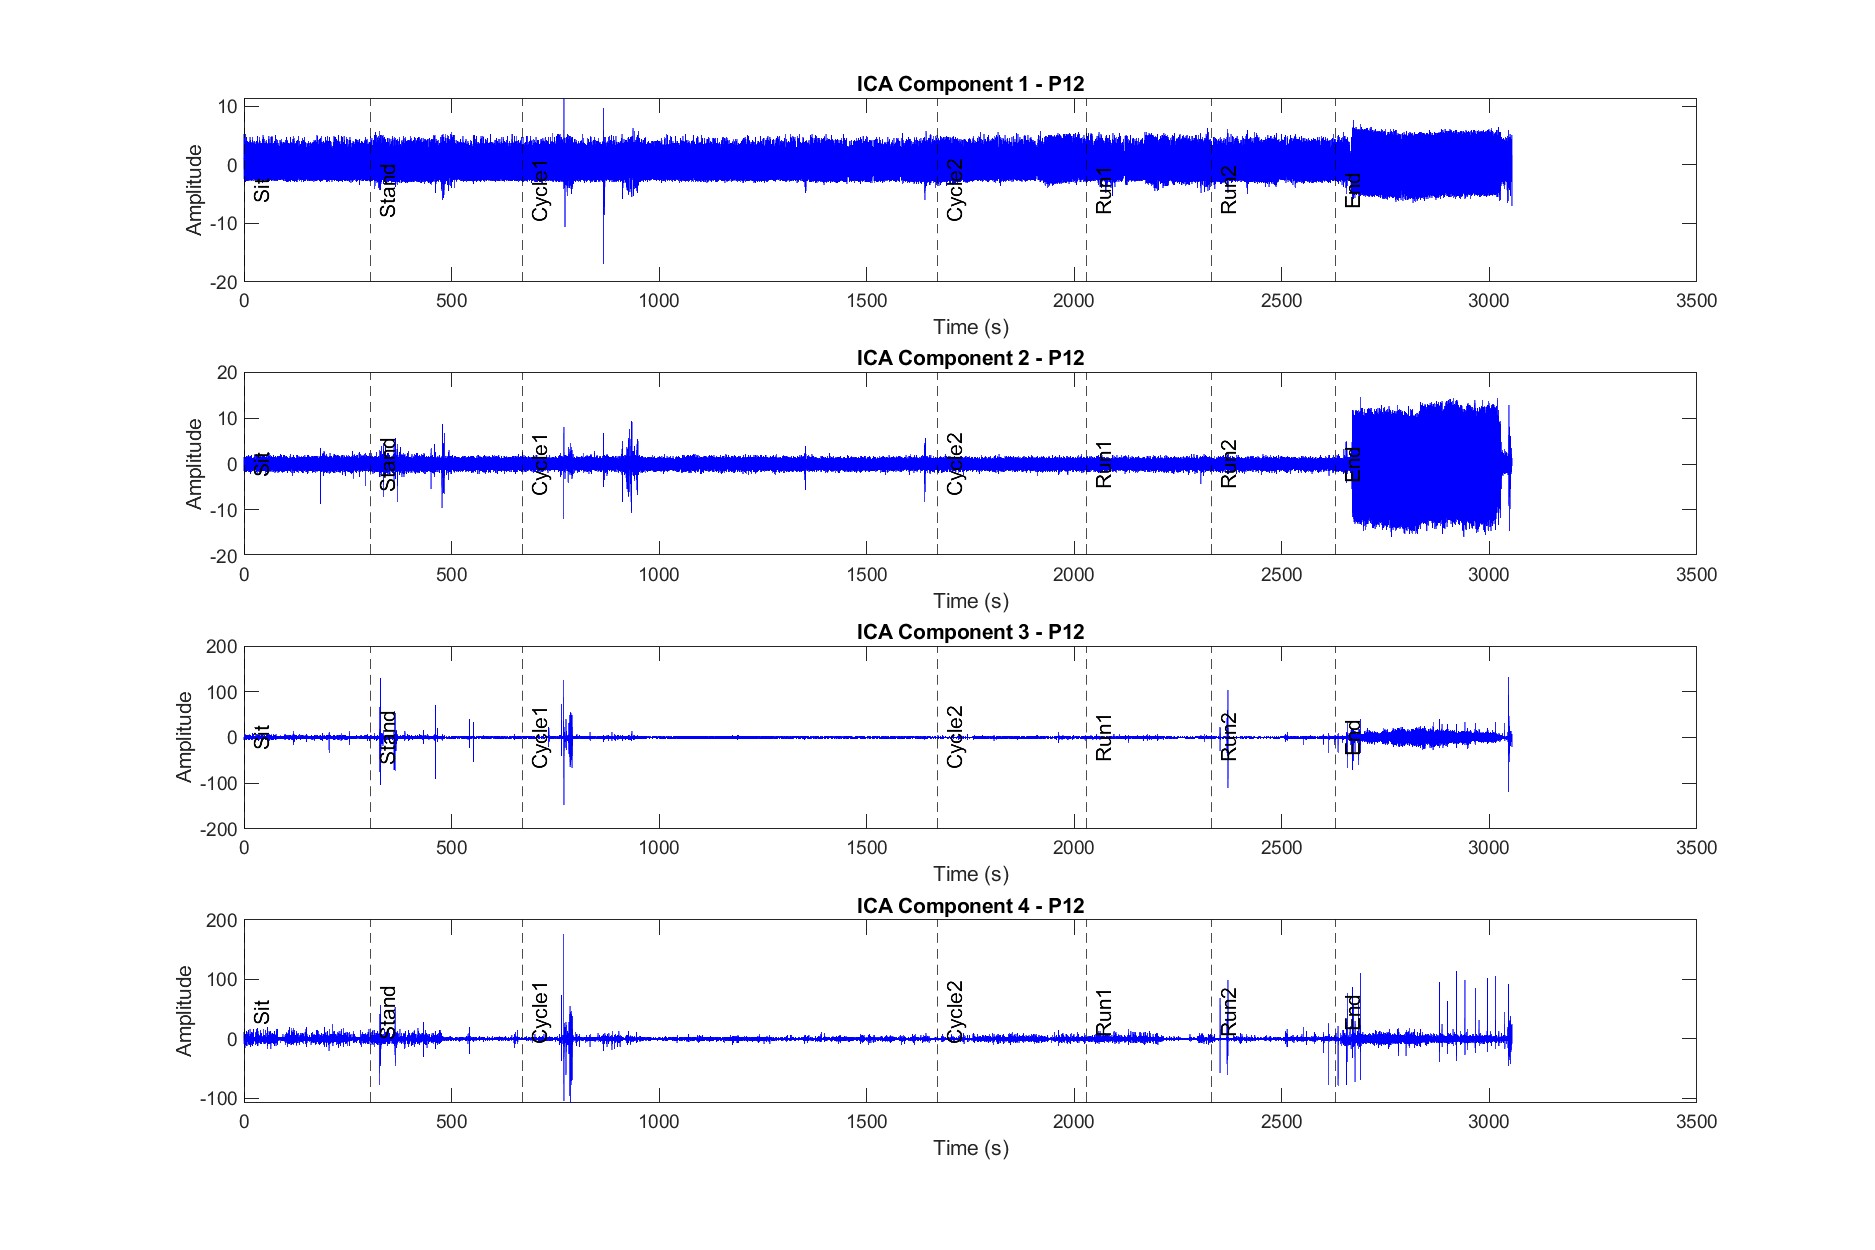 ICA Component 1 - P12
10
0
-10
-20
Amplitude
Sit
Stand
Cycle1
Cycle2
Run1
Run2
End
0 500 1000 1500 2000 2500 3000 3500
Time (s)
ICA Component 2 - P12
20
10
0
-10
-20
Amplitude
Sit
Stand
Cycle1
Cycle2
Run1
Run2
End
0 500 1000 1500 2000 2500 3000 3500
Time (s)
ICA Component 3 - P12
200
100
0
-100
-200
Amplitude
Sit
Stand
Cycle1
Cycle2
Run1
Run2
End
0 500 1000 1500 2000 2500 3000 3500
Time (s)
ICA Component 4 - P12
200
100
0
-100
Amplitude
Sit
Stand
Cycle1
Cycle2
Run1
Run2
End
0 500 1000 1500 2000 2500 3000 3500
Time (s)